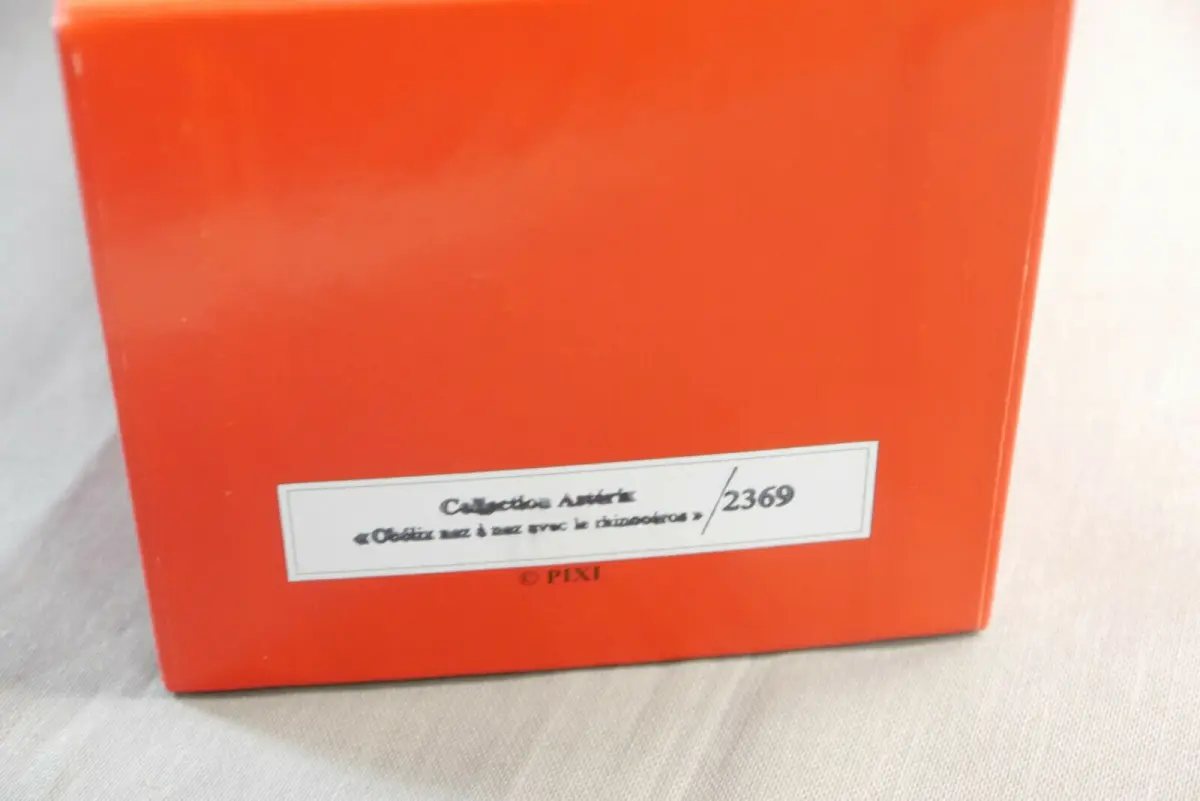 Collection Astérix
« Obélix nez à nez avec le rhinocéros »
/2369
© PIXI